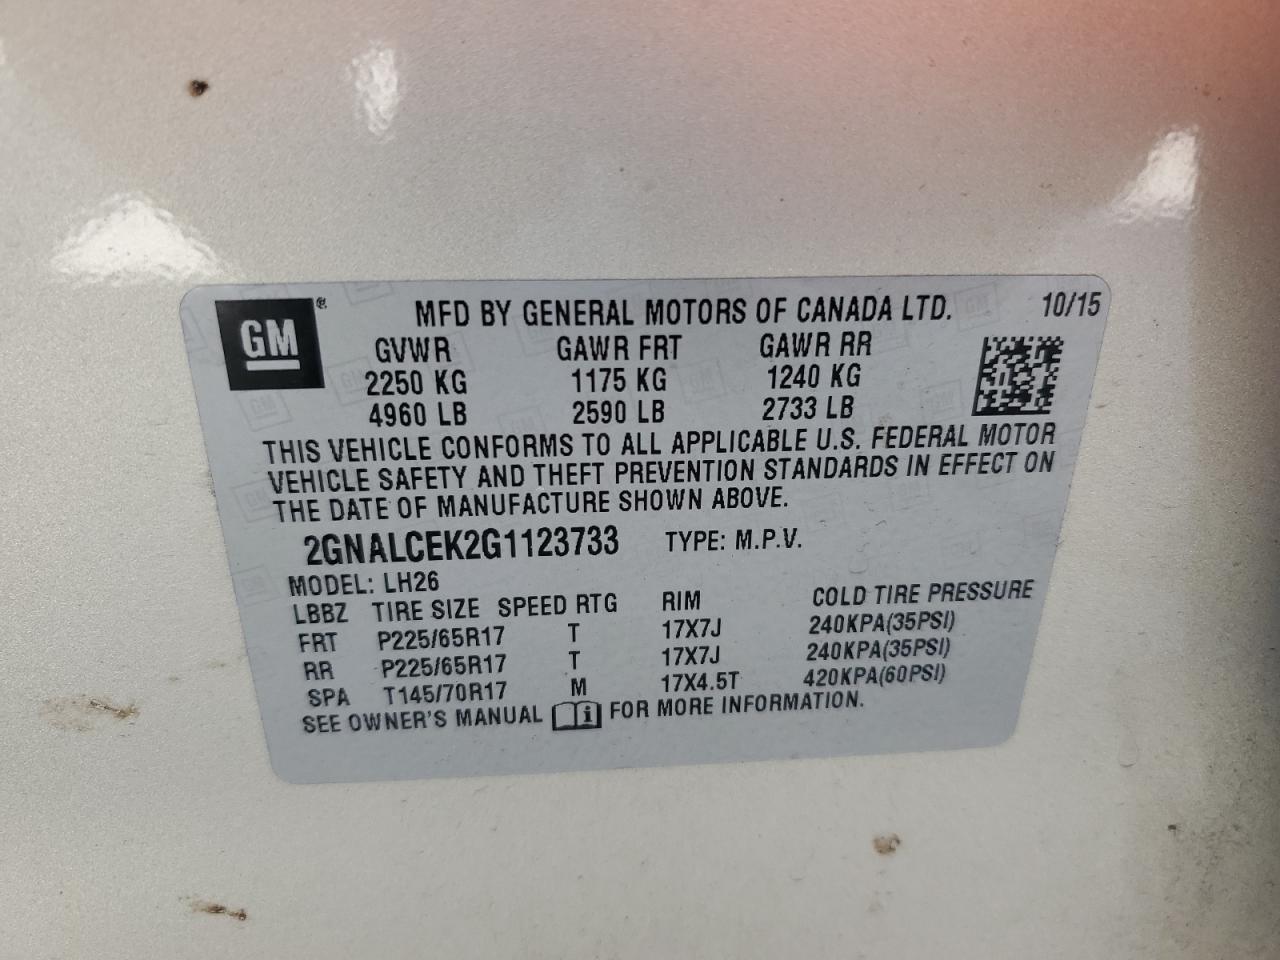 GM ® MFD BY GENERAL MOTORS OF CANADA LTD. 10/15
GVWR GAWR FRT GAWR RR
2250 KG 1175 KG 1240 KG
4960 LB 2590 LB 2733 LB
THIS VEHICLE CONFORMS TO ALL APPLICABLE U.S. FEDERAL MOTOR
VEHICLE SAFETY AND THEFT PREVENTION STANDARDS IN EFFECT ON
THE DATE OF MANUFACTURE SHOWN ABOVE.
2GNALCEK2G1123733 TYPE: M.P.V.
MODEL: LH26
LBBZ TIRE SIZE SPEED RTG RIM COLD TIRE PRESSURE
FRT P225/65R17 T 17X7J 240KPA(35PSI)
RR P225/65R17 T 17X7J 240KPA(35PSI)
SPA T145/70R17 M 17X4.5T 420KPA(60PSI)
SEE OWNER'S MANUAL i FOR MORE INFORMATION.